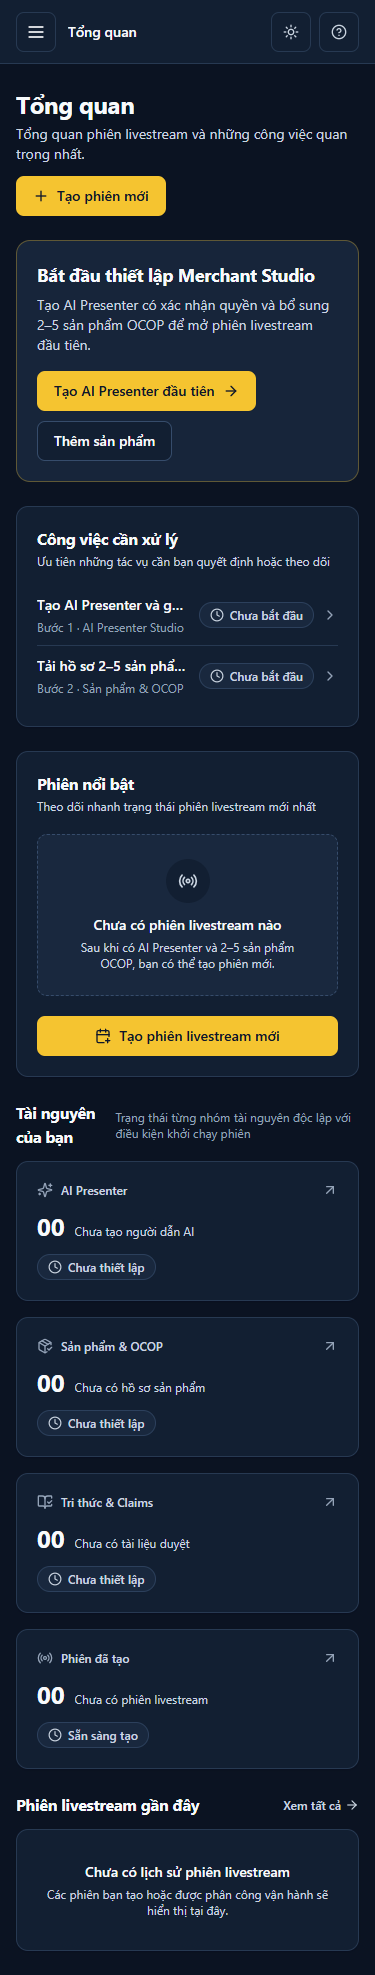 Tổng quan
Tổng quan
Tổng quan phiên livestream và những công việc quan
trọng nhất.
Tạo phiên mới
Bắt đầu thiết lập Merchant Studio
Tạo AI Presenter có xác nhận quyền và bổ sung
2–5 sản phẩm OCOP để mở phiên livestream
đầu tiên.
Tạo AI Presenter đầu tiên
Thêm sản phẩm
Công việc cần xử lý
Ưu tiên những tác vụ cần bạn quyết định hoặc theo dõi
Tạo AI Presenter và g...
Chưa bắt đầu
Bước 1 · AI Presenter Studio
Tải hồ sơ 2–5 sản phẩ...
Chưa bắt đầu
Bước 2 · Sản phẩm & OCOP
Phiên nổi bật
Theo dõi nhanh trạng thái phiên livestream mới nhất
Chưa có phiên livestream nào
Sau khi có AI Presenter và 2–5 sản phẩm
OCOP, bạn có thể tạo phiên mới.
Tạo phiên livestream mới
Tài nguyên
của bạn
Trạng thái từng nhóm tài nguyên độc lập với
điều kiện khởi chạy phiên
AI Presenter
00 Chưa tạo người dẫn AI
Chưa thiết lập
Sản phẩm & OCOP
00 Chưa có hồ sơ sản phẩm
Chưa thiết lập
Tri thức & Claims
00 Chưa có tài liệu duyệt
Chưa thiết lập
Phiên đã tạo
00 Chưa có phiên livestream
Sẵn sàng tạo
Phiên livestream gần đây
Xem tất cả
Chưa có lịch sử phiên livestream
Các phiên bạn tạo hoặc được phân công vận hành sẽ
hiển thị tại đây.